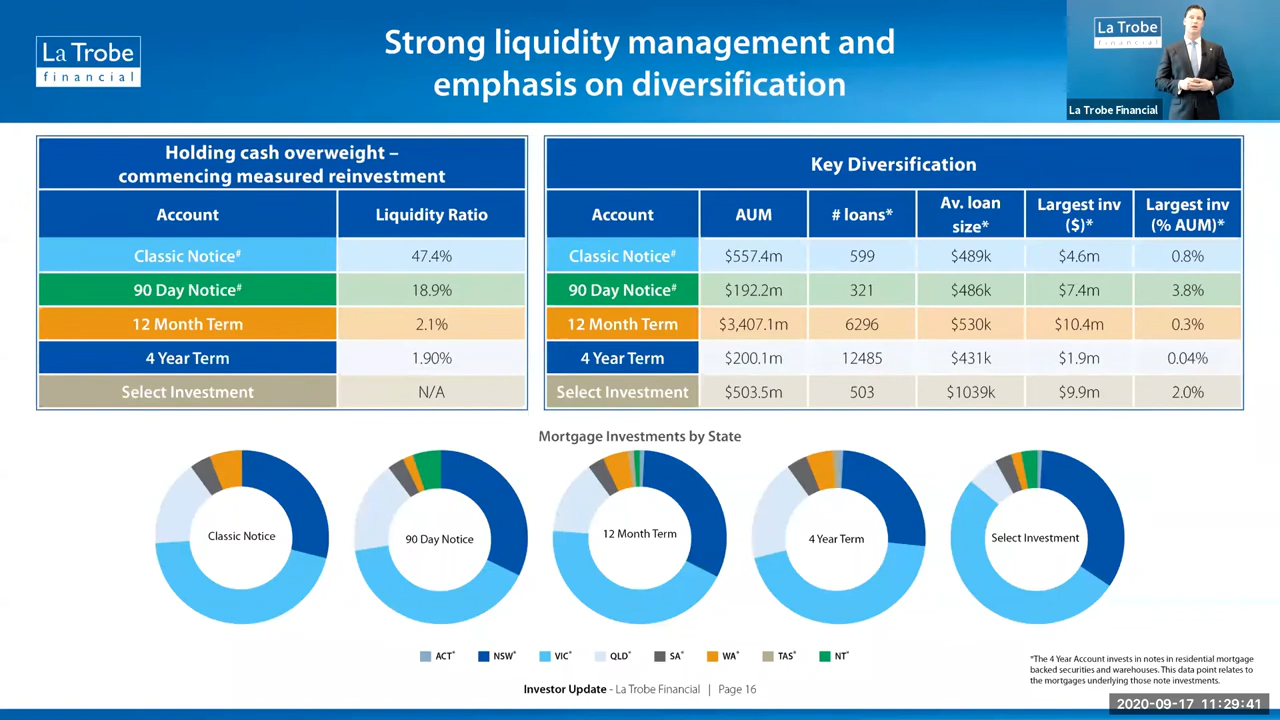 La Trobe
financial
Strong liquidity management and
emphasis on diversification
La Trobe
financial
La Trobe Financial
Holding cash overweight –
commencing measured reinvestment
Account Liquidity Ratio
Classic Notice# 47.4%
90 Day Notice# 18.9%
12 Month Term 2.1%
4 Year Term 1.90%
Select Investment N/A
Key Diversification
Account AUM # loans* Av. loan size* Largest inv ($)* Largest inv (% AUM)*
Classic Notice# $557.4m 599 $489k $4.6m 0.8%
90 Day Notice# $192.2m 321 $486k $7.4m 3.8%
12 Month Term $3,407.1m 6296 $530k $10.4m 0.3%
4 Year Term $200.1m 12485 $431k $1.9m 0.04%
Select Investment $503.5m 503 $1039k $9.9m 2.0%
Mortgage Investments by State
Classic Notice
90 Day Notice
12 Month Term
4 Year Term
Select Investment
ACT* NSW* VIC* QLD* SA* WA* TAS* NT*
*The 4 Year Account invests in notes in residential mortgage
backed securities and warehouses. This data point relates to
the mortgages underlying those note investments.
Investor Update - La Trobe Financial | Page 16
2020-09-17 11:29:41